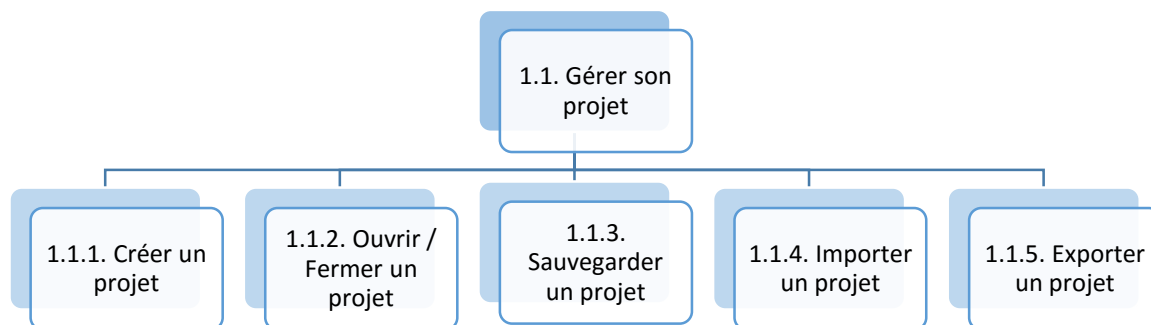 1.1. Gérer son
projet
1.1.1. Créer un
projet
1.1.2. Ouvrir /
Fermer un
projet
1.1.3.
Sauvegarder
un projet
1.1.4. Importer
un projet
1.1.5. Exporter
un projet